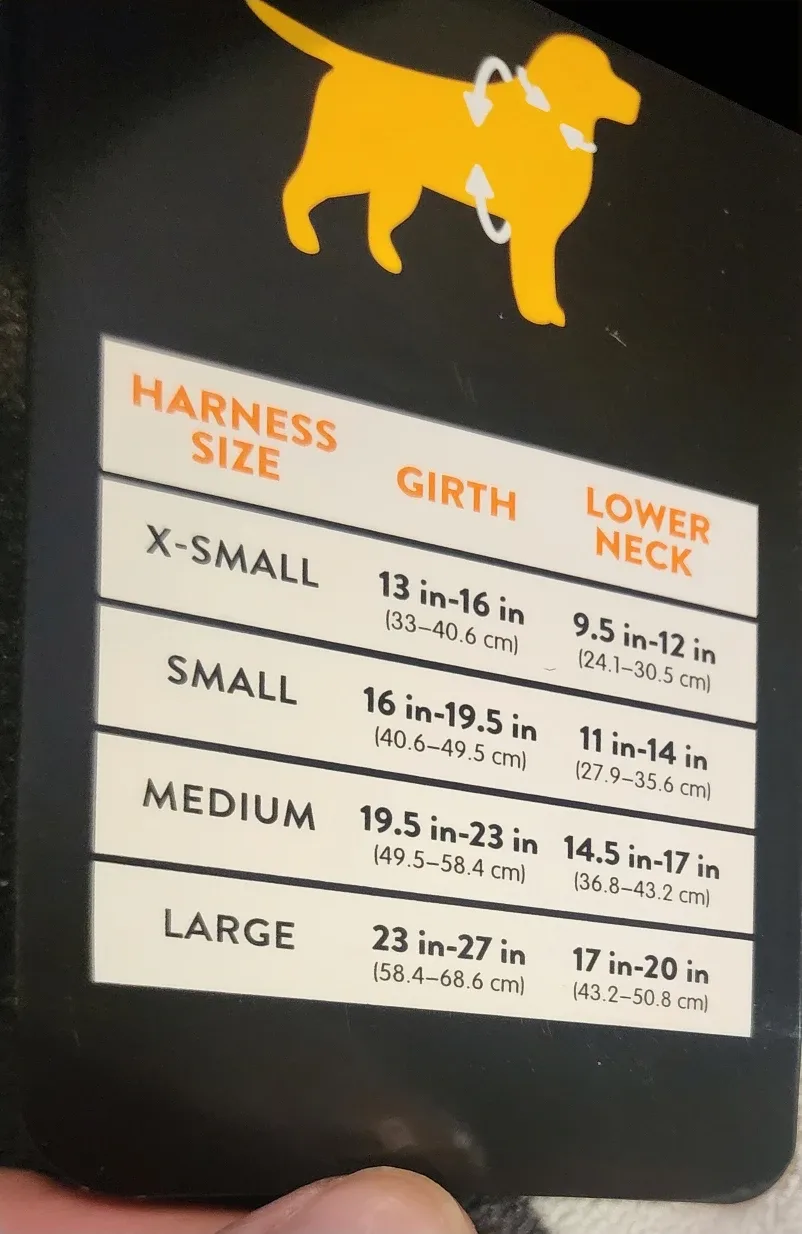 HARNESS
SIZE
GIRTH
LOWER
NECK
X-SMALL
13 in-16 in
(33–40.6 cm)
9.5 in-12 in
(24.1–30.5 cm)
SMALL
16 in-19.5 in
(40.6–49.5 cm)
11 in-14 in
(27.9–35.6 cm)
MEDIUM
19.5 in-23 in
(49.5–58.4 cm)
14.5 in-17 in
(36.8–43.2 cm)
LARGE
23 in-27 in
(58.4–68.6 cm)
17 in-20 in
(43.2–50.8 cm)